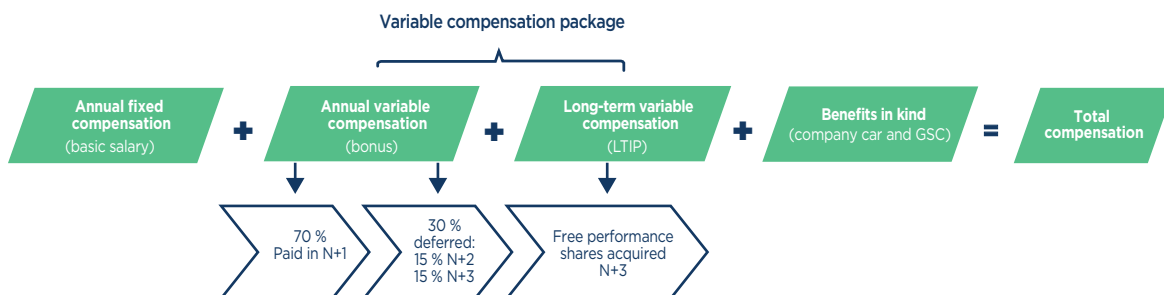 Variable compensation package
Annual fixed
compensation
(basic salary)
+
Annual variable
compensation
(bonus)
+
Long-term variable
compensation
(LTIP)
+
Benefits in kind
(company car and GSC)
=
Total
compensation
70 %
Paid in N+1
30 %
deferred:
15 % N+2
15 % N+3
Free performance
shares acquired
N+3